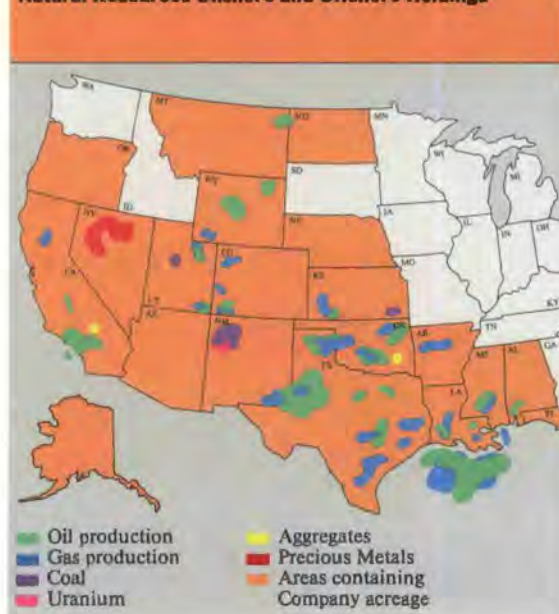 Natural Resources Onshore and Offshore Holdings
WA
MT
ND
MN
OR
ID
SD
WI
MI
WY
NV
NE
IA
IL
IN
OH
CA
UT
CO
KS
MO
KY
AZ
NM
OK
AR
TN
TX
LA
MS
AL
GA
Oil production
Gas production
Coal
Uranium
Aggregates
Precious Metals
Areas containing
Company acreage